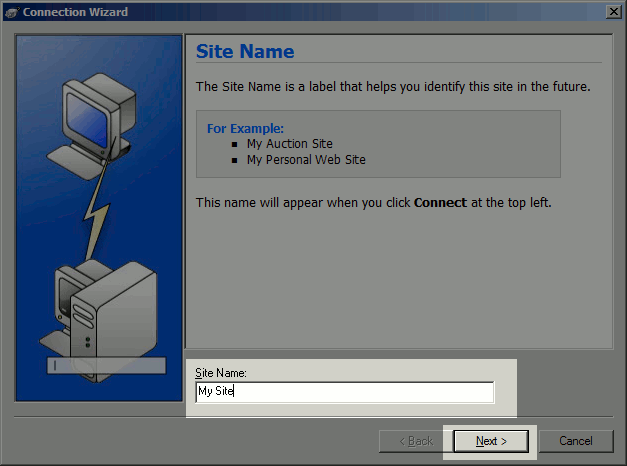 Connection Wizard
Site Name
The Site Name is a label that helps you identify this site in the future.
For Example:
My Auction Site
My Personal Web Site
This name will appear when you click Connect at the top left.
Site Name:
My Site
< Back
Next >
Cancel